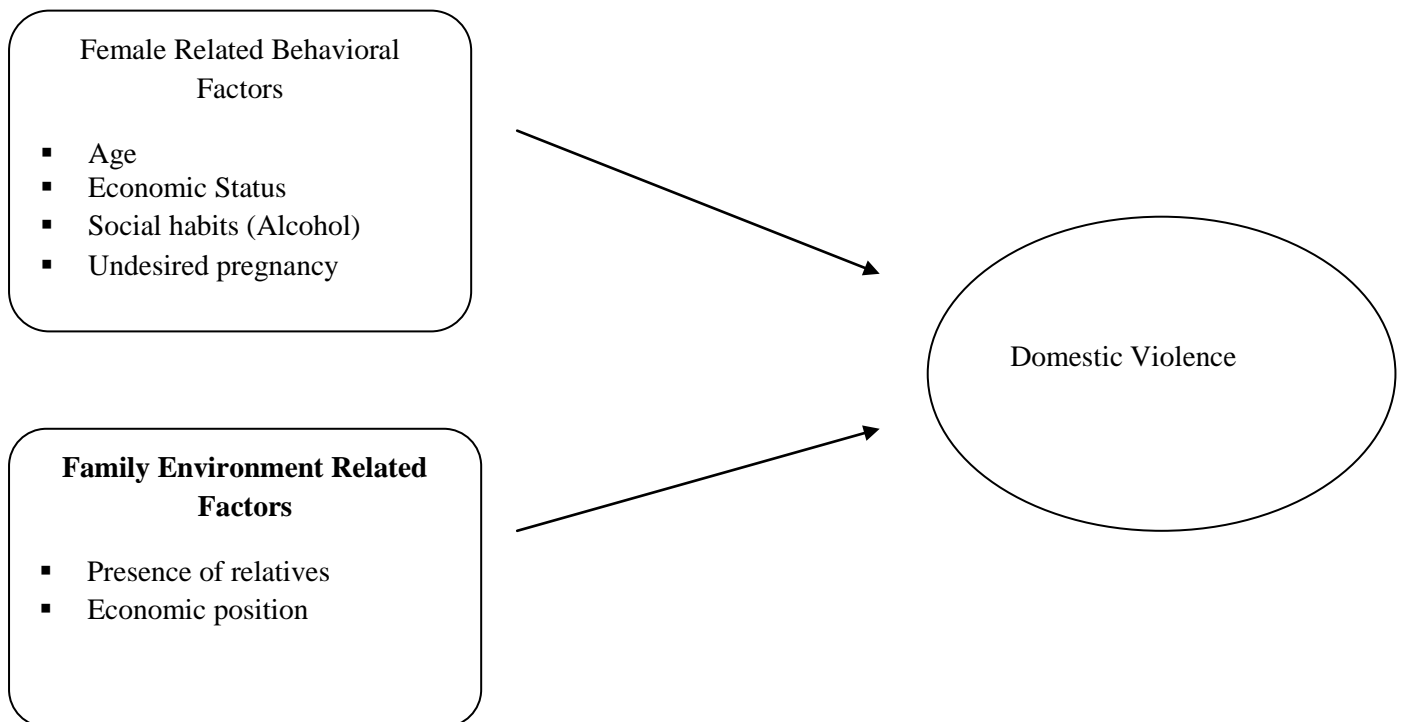 Female Related Behavioral
Factors
▪ Age
▪ Economic Status
▪ Social habits (Alcohol)
▪ Undesired pregnancy
Domestic Violence
Family Environment Related
Factors
▪ Presence of relatives
▪ Economic position